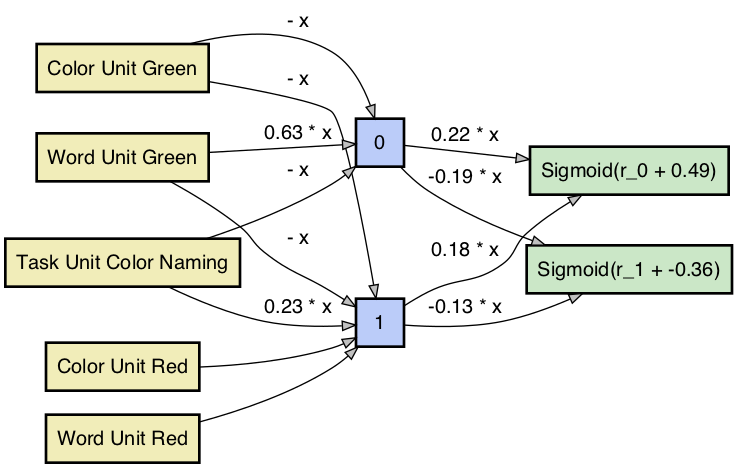 - x
Color Unit Green
- x
0.63 * x
0
0.22 * x
Word Unit Green
- x
-0.19 * x
Sigmoid(r_0 + 0.49)
- x
0.18 * x
Task Unit Color Naming
Sigmoid(r_1 + -0.36)
0.23 * x
1
-0.13 * x
Color Unit Red
Word Unit Red